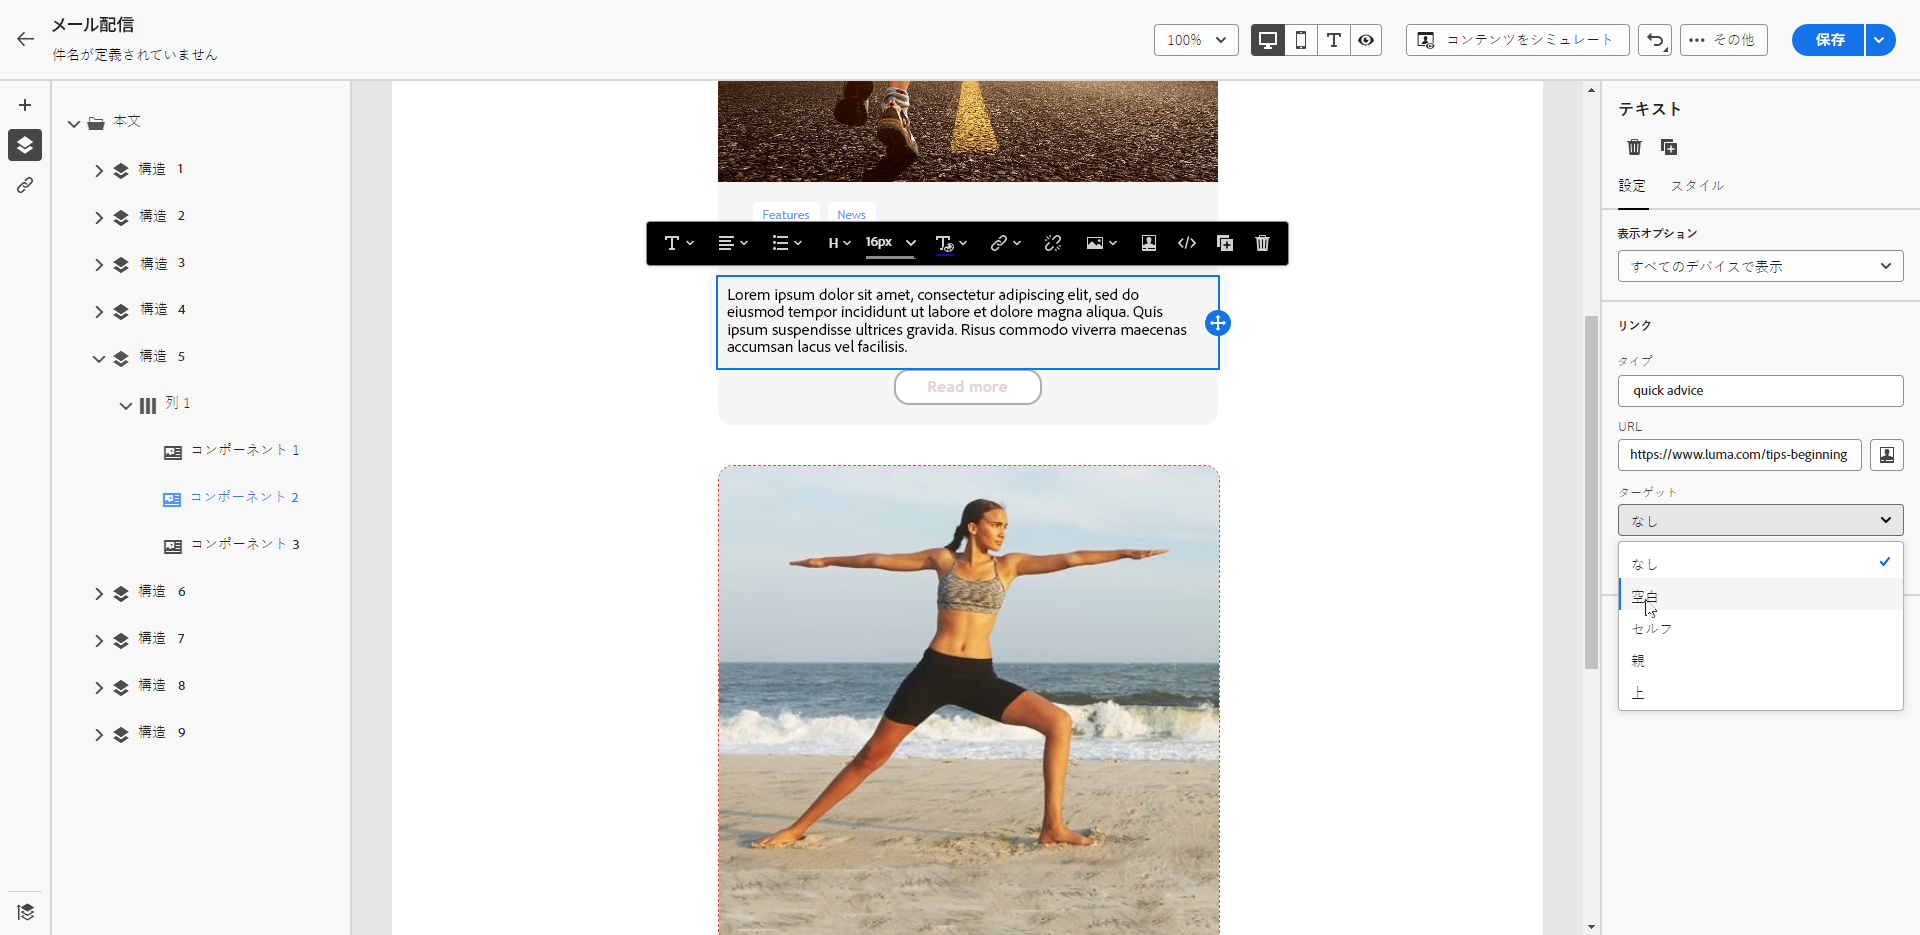 メール配信
件名が定義されていません
100%
コンテンツをシミュレート
その他
保存
本文
構造 1
構造 2
構造 3
構造 4
構造 5
列 1
コンポーネント 1
コンポーネント 2
コンポーネント 3
構造 6
構造 7
構造 8
構造 9
Features News
H 16px
Lorem ipsum dolor sit amet, consectetur adipiscing elit, sed do
eiusmod tempor incididunt ut labore et dolore magna aliqua. Quis
ipsum suspendisse ultrices gravida. Risus commodo viverra maecenas
accumsan lacus vel facilisis.
Read more
テキスト
設定 スタイル
表示オプション
すべてのデバイスで表示
リンク
タイプ
quick advice
URL
https://www.luma.com/tips-beginning
ターゲット
なし
なし
空白
セルフ
親
上